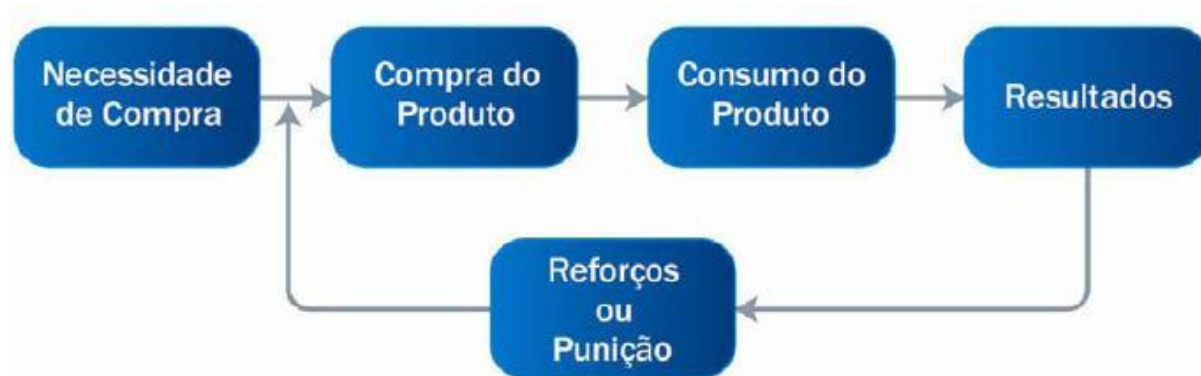 Necessidade
de Compra
Compra do
Produto
Consumo do
Produto
Resultados
Reforços
ou
Punição